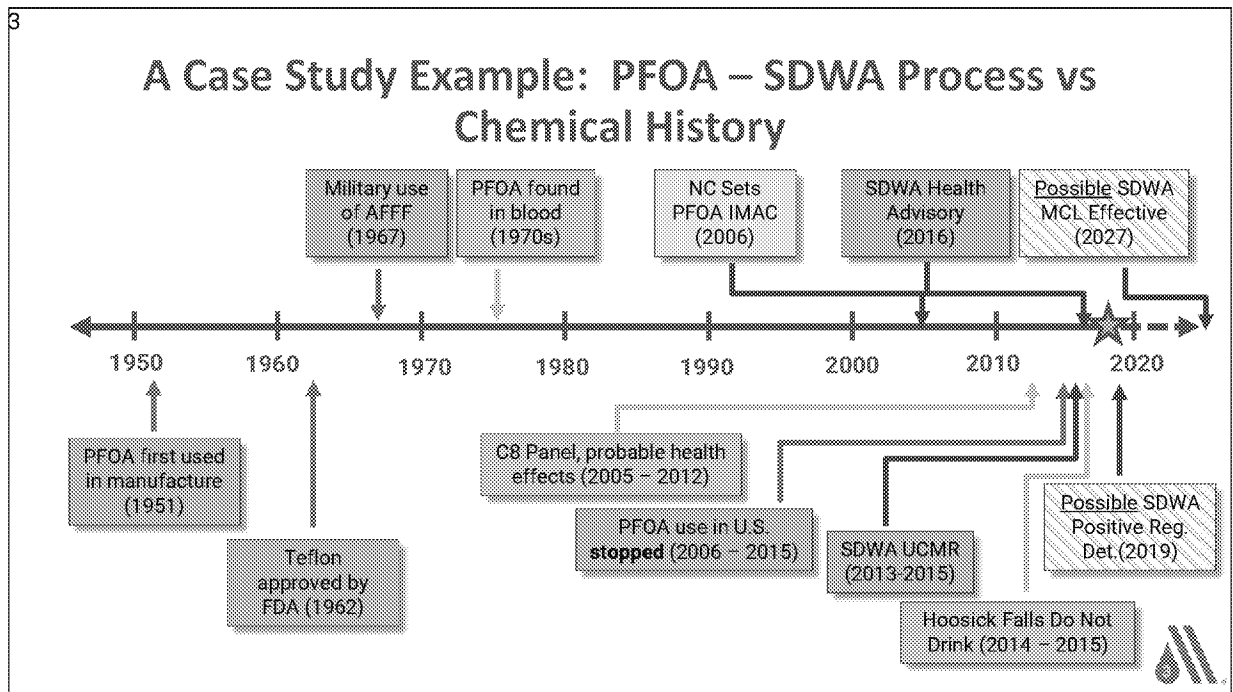 3
A Case Study Example: PFOA – SDWA Process vs
Chemical History
Military use
of AFFF
(1967)
PFOA found
in blood
(1970s)
NC Sets
PFOA IMAC
(2006)
SDWA Health
Advisory
(2016)
Possible SDWA
MCL Effective
(2027)
1950
1960
1970
1980
1990
2000
2010
2020
PFOA first used
in manufacture
(1951)
Teflon
approved by
FDA (1962)
C8 Panel, probable health
effects (2005 – 2012)
PFOA use in U.S.
stopped (2006 – 2015)
SDWA UCMR
(2013-2015)
Hoosick Falls Do Not
Drink (2014 – 2015)
Possible SDWA
Positive Reg.
Det.(2019)